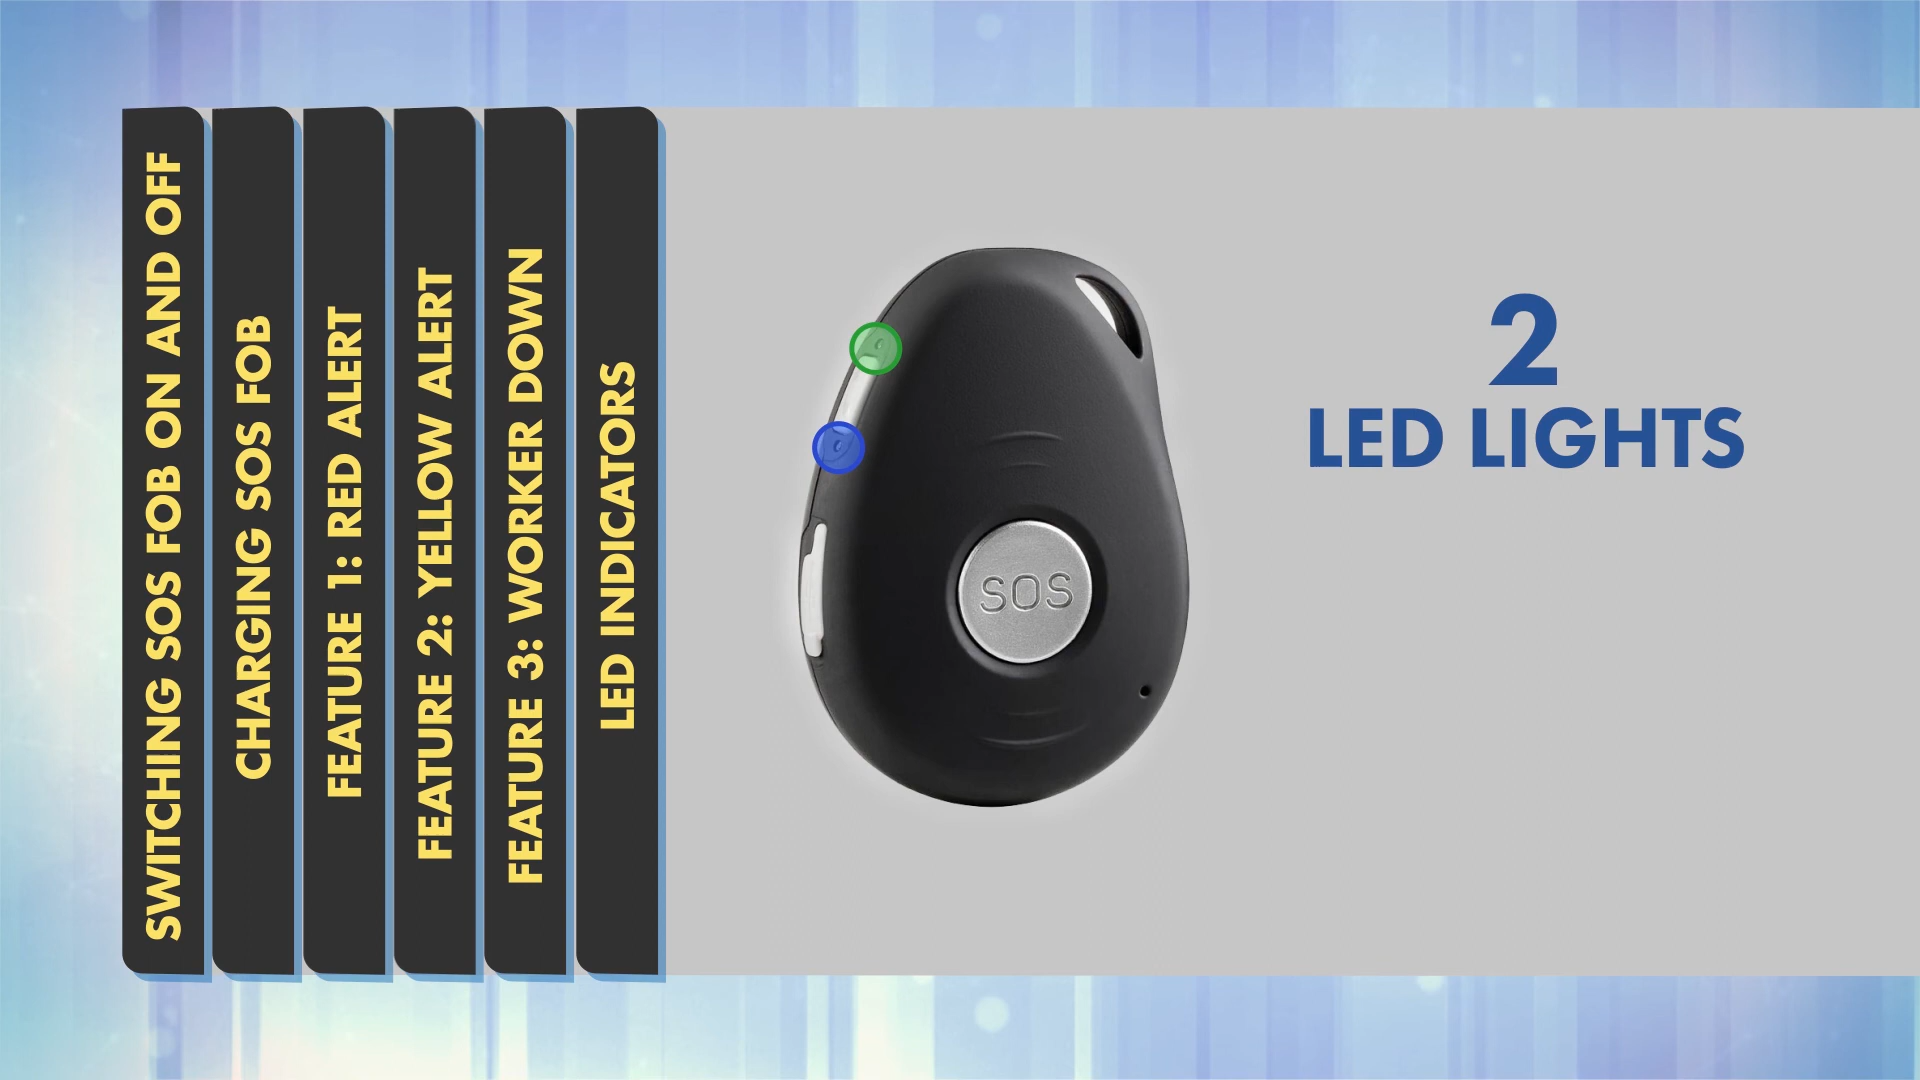 SWITCHING SOS FOB ON AND OFF
CHARGING SOS FOB
FEATURE 1: RED ALERT
FEATURE 2: YELLOW ALERT
FEATURE 3: WORKER DOWN
LED INDICATORS
SOS
2
LED LIGHTS